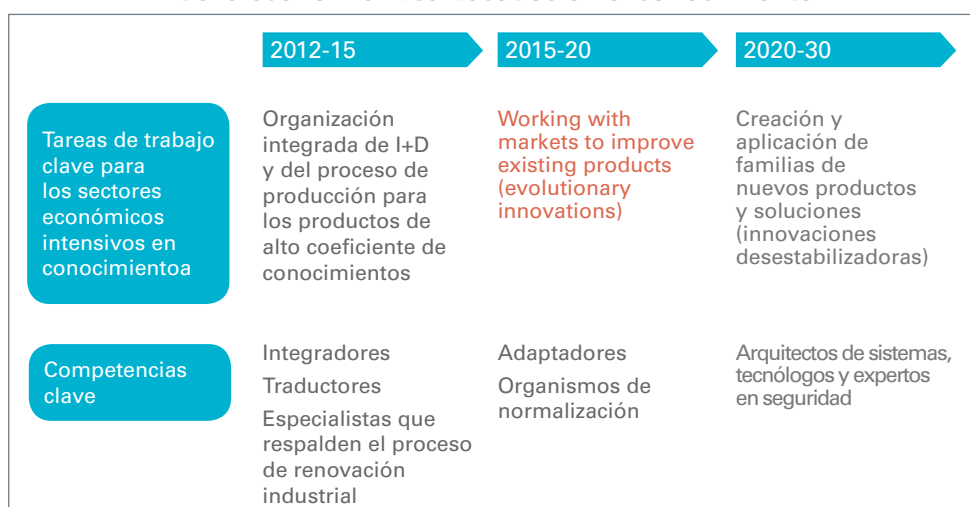 2012-15
2015-20
2020-30
Tareas de trabajo
clave para
los sectores
económicos
intensivos en
conocimientoa
Organización
integrada de I+D
y del proceso de
producción para
los productos de
alto coeficiente de
conocimientos
Working with
markets to improve
existing products
(evolutionary
innovations)
Creación y
aplicación de
familias de
nuevos productos
y soluciones
(innovaciones
desestabilizadoras)
Competencias
clave
Integradores
Traductores
Especialistas que
respalden el proceso
de renovación
industrial
Adaptadores
Organismos de
normalización
Arquitectos de sistemas,
tecnólogos y expertos
en seguridad